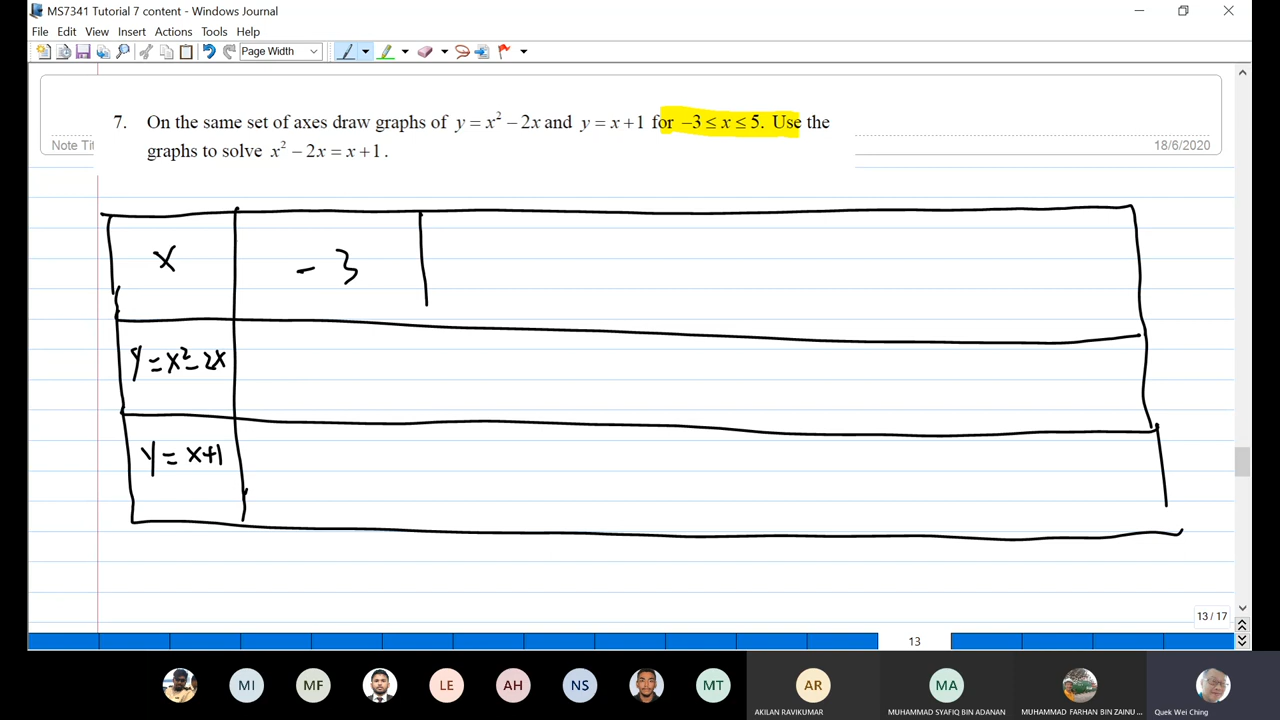 MS7341 Tutorial 7 content - Windows Journal
File Edit View Insert Actions Tools Help
Page Width
7. On the same set of axes draw graphs of y = x² − 2x and y = x + 1 for −3 ≤ x ≤ 5. Use the
graphs to solve x² − 2x = x + 1.
Note Tit
18/6/2020
x -3
y = x² - 2x
y = x+1
13 / 17
13
MI MF LE AH NS MT AR MA
AKILAN RAVIKUMAR MUHAMMAD SYAFIQ BIN ADANAN MUHAMMAD FARHAN BIN ZAINU ... Quek Wei Ching